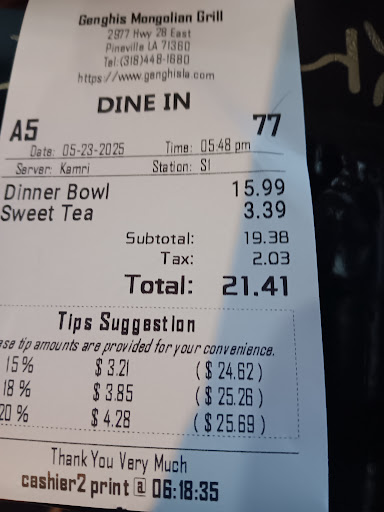 Genghis Mongolian Grill
2977 Hwy 28 East
Pineville LA 71360
Tel:(318)448-1680
https://www.genghisla.com
DINE IN
A5 77
Date: 05-23-2025 Time: 05:48 pm
Server: Kamri Station: SI
Dinner Bowl 15.99
Sweet Tea 3.39
Subtotal: 19.38
Tax: 2.03
Total: 21.41
Tips Suggestion
ase tip amounts are provided for your convenience.
15% $3.21 ($24.62)
18% $3.85 ($25.26)
20% $4.28 ($25.69)
Thank You Very Much
cashier2 print @ 06:18:35